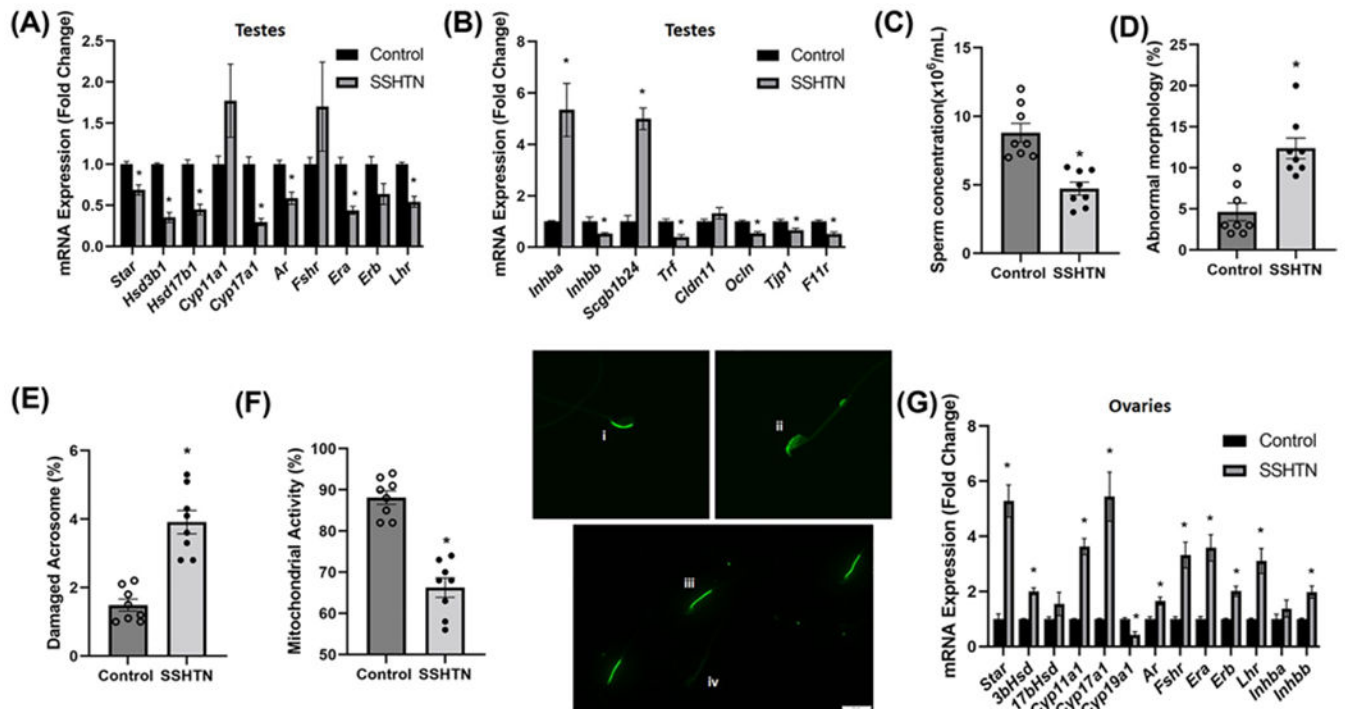 (A)
Testes
mRNA Expression (Fold Change)
2.5
2.0
1.5
1.0
0.5
0.0
Control
SSHTN
*
*
*
*
*
*
*
Star
Hsd3b1
Hsd17b1
Cyp11a1
Cyp17a1
Ar
Fshr
Era
Erb
Lhr
(B)
Testes
mRNA Expression (Fold Change)
8
6
4
2
0
Control
SSHTN
*
*
*
*
*
*
*
Inhba
Inhbb
Scgb1b24
Trf
Cldn11
Ocln
Tjp1
F11r
(C)
Sperm concentration(x10⁶/mL)
15
10
5
0
*
Control SSHTN
(D)
Abnormal morphology (%)
25
20
15
10
5
0
*
Control SSHTN
(E)
Damaged Acrosome (%)
6
4
2
0
*
Control SSHTN
(F)
Mitochondrial Activity (%)
100
90
80
70
60
50
*
Control SSHTN
i
ii
iii
iv
(G)
Ovaries
mRNA Expression (Fold Change)
8
6
4
2
0
Control
SSHTN
*
*
*
*
*
*
*
*
*
*
*
Star
3bHsd
17bHsd
Cyp11a1
Cyp17a1
Cyp19a1
Ar
Fshr
Era
Erb
Lhr
Inhba
Inhbb